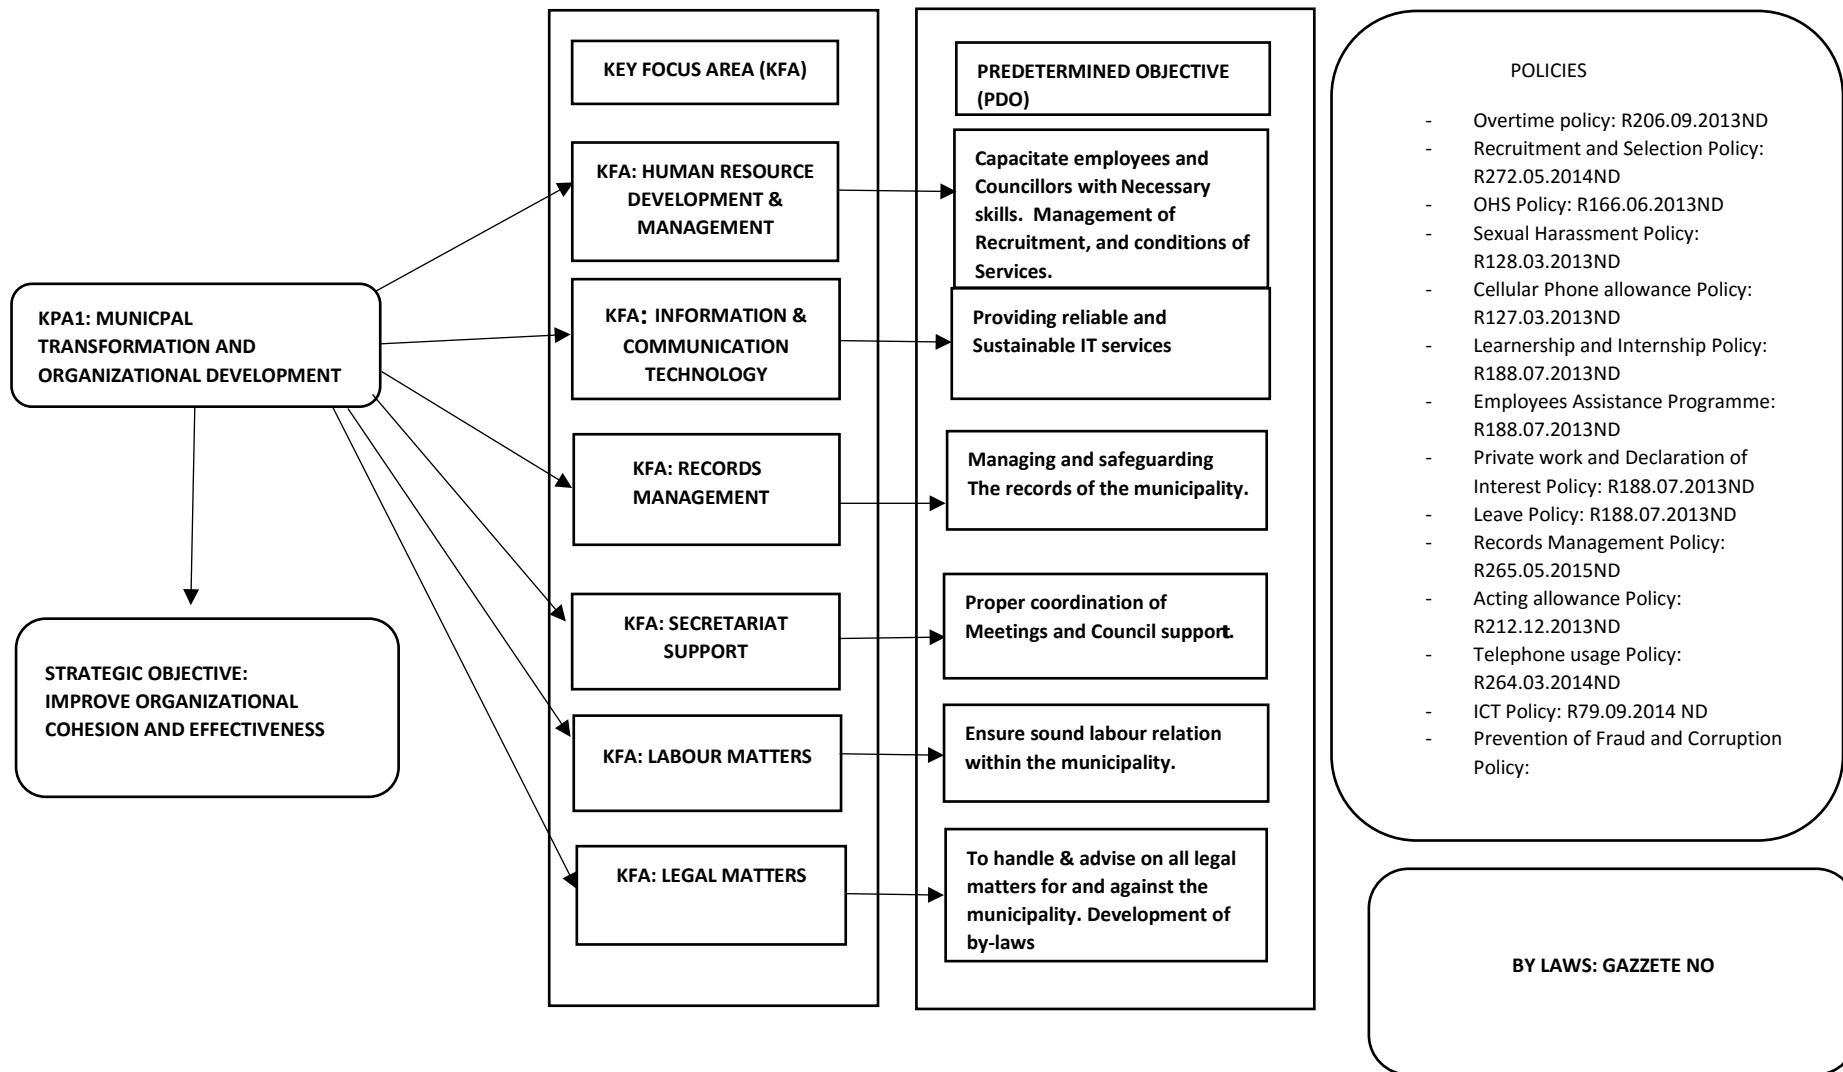 KPA1: MUNICPAL
TRANSFORMATION AND
ORGANIZATIONAL DEVELOPMENT
STRATEGIC OBJECTIVE:
IMPROVE ORGANIZATIONAL
COHESION AND EFFECTIVENESS
KEY FOCUS AREA (KFA)
KFA: HUMAN RESOURCE
DEVELOPMENT &
MANAGEMENT
KFA: INFORMATION &
COMMUNICATION
TECHNOLOGY
KFA: RECORDS
MANAGEMENT
KFA: SECRETARIAT
SUPPORT
KFA: LABOUR MATTERS
KFA: LEGAL MATTERS
PREDETERMINED OBJECTIVE
(PDO)
Capacitate employees and
Councillors with Necessary
skills. Management of
Recruitment, and conditions of
Services.
Providing reliable and
Sustainable IT services
Managing and safeguarding
The records of the municipality.
Proper coordination of
Meetings and Council support.
Ensure sound labour relation
within the municipality.
To handle & advise on all legal
matters for and against the
municipality. Development of
by-laws
POLICIES
- Overtime policy: R206.09.2013ND
- Recruitment and Selection Policy:
R272.05.2014ND
- OHS Policy: R166.06.2013ND
- Sexual Harassment Policy:
R128.03.2013ND
- Cellular Phone allowance Policy:
R127.03.2013ND
- Learnership and Internship Policy:
R188.07.2013ND
- Employees Assistance Programme:
R188.07.2013ND
- Private work and Declaration of
Interest Policy: R188.07.2013ND
- Leave Policy: R188.07.2013ND
- Records Management Policy:
R265.05.2015ND
- Acting allowance Policy:
R212.12.2013ND
- Telephone usage Policy:
R264.03.2014ND
- ICT Policy: R79.09.2014 ND
- Prevention of Fraud and Corruption
Policy:
BY LAWS: GAZZETE NO